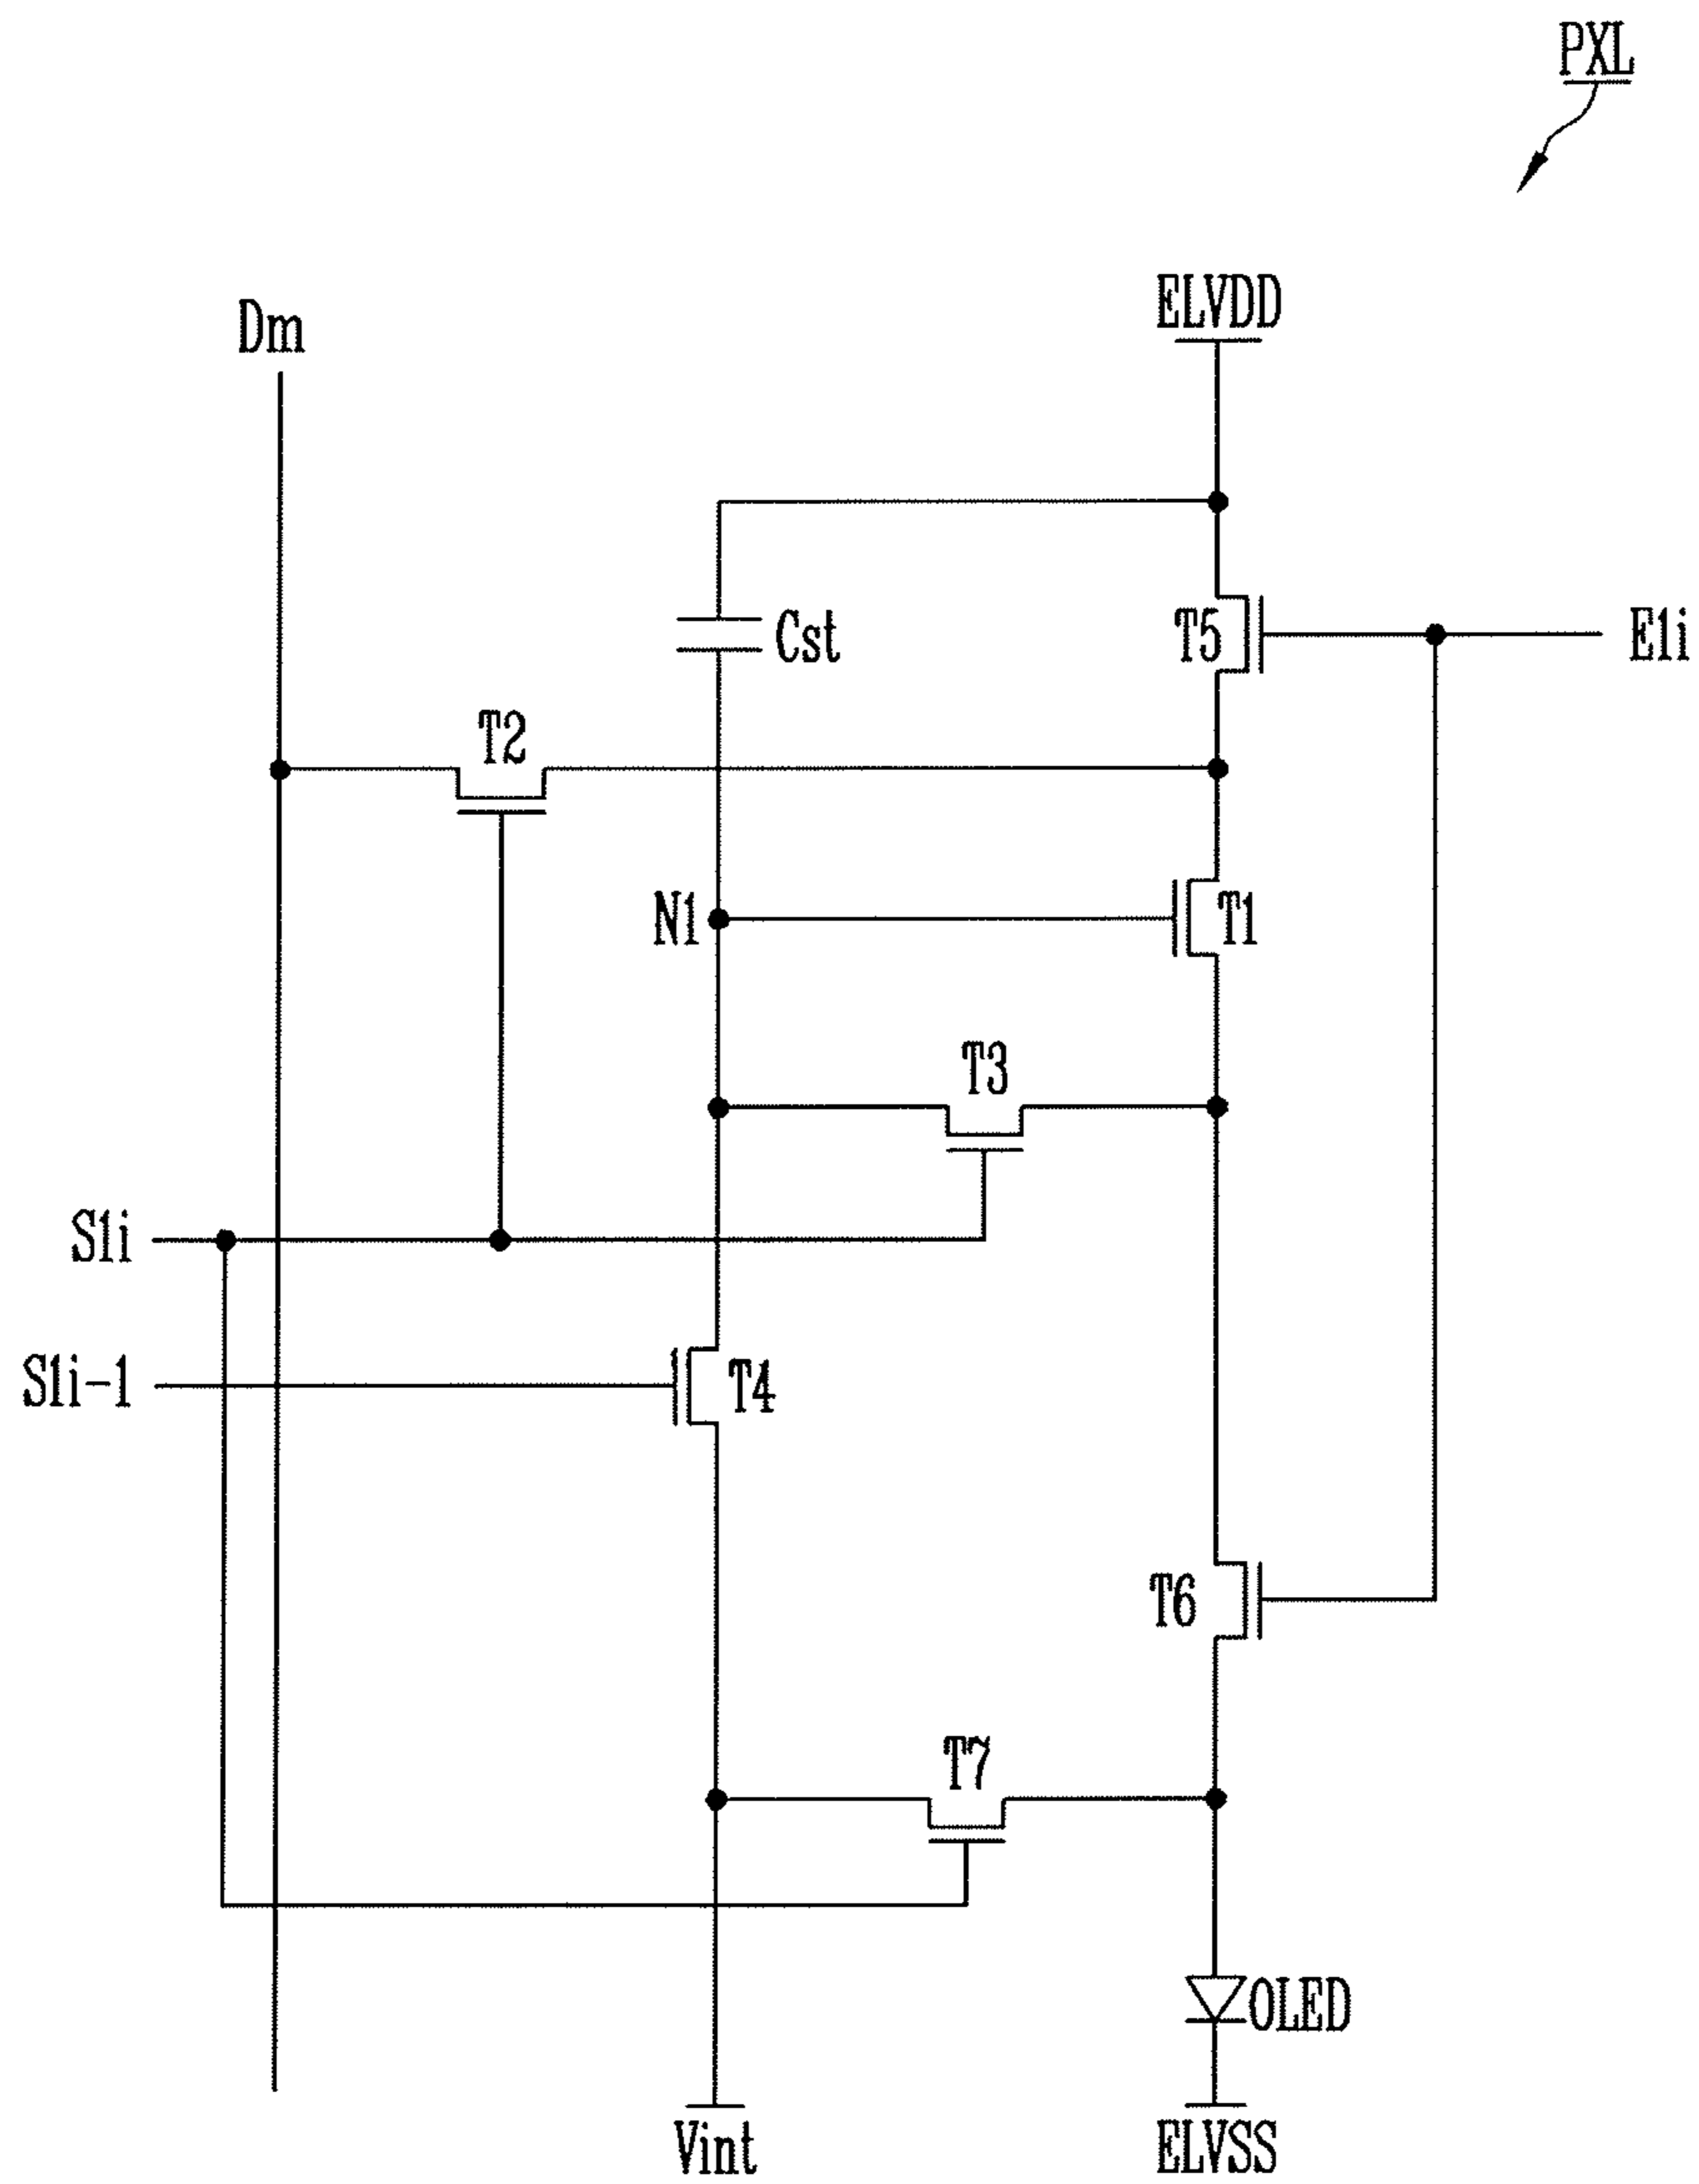 PXL
ELVDD
Dm
Cst
T5
E1i
T2
N1
T1
T3
S1i
S1i-1
T4
T6
T7
OLED
Vint
ELVSS